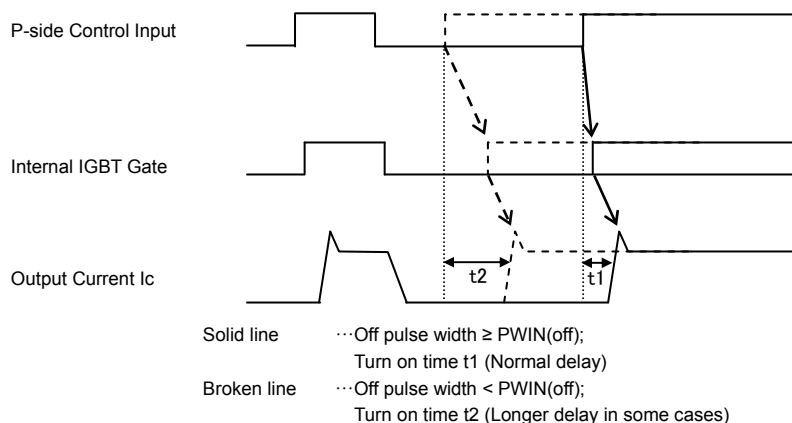 P-side Control Input
Internal IGBT Gate
Output Current Ic
t2
t1
Solid line ···Off pulse width ≥ PWIN(off);
Turn on time t1 (Normal delay)
Broken line ···Off pulse width < PWIN(off);
Turn on time t2 (Longer delay in some cases)